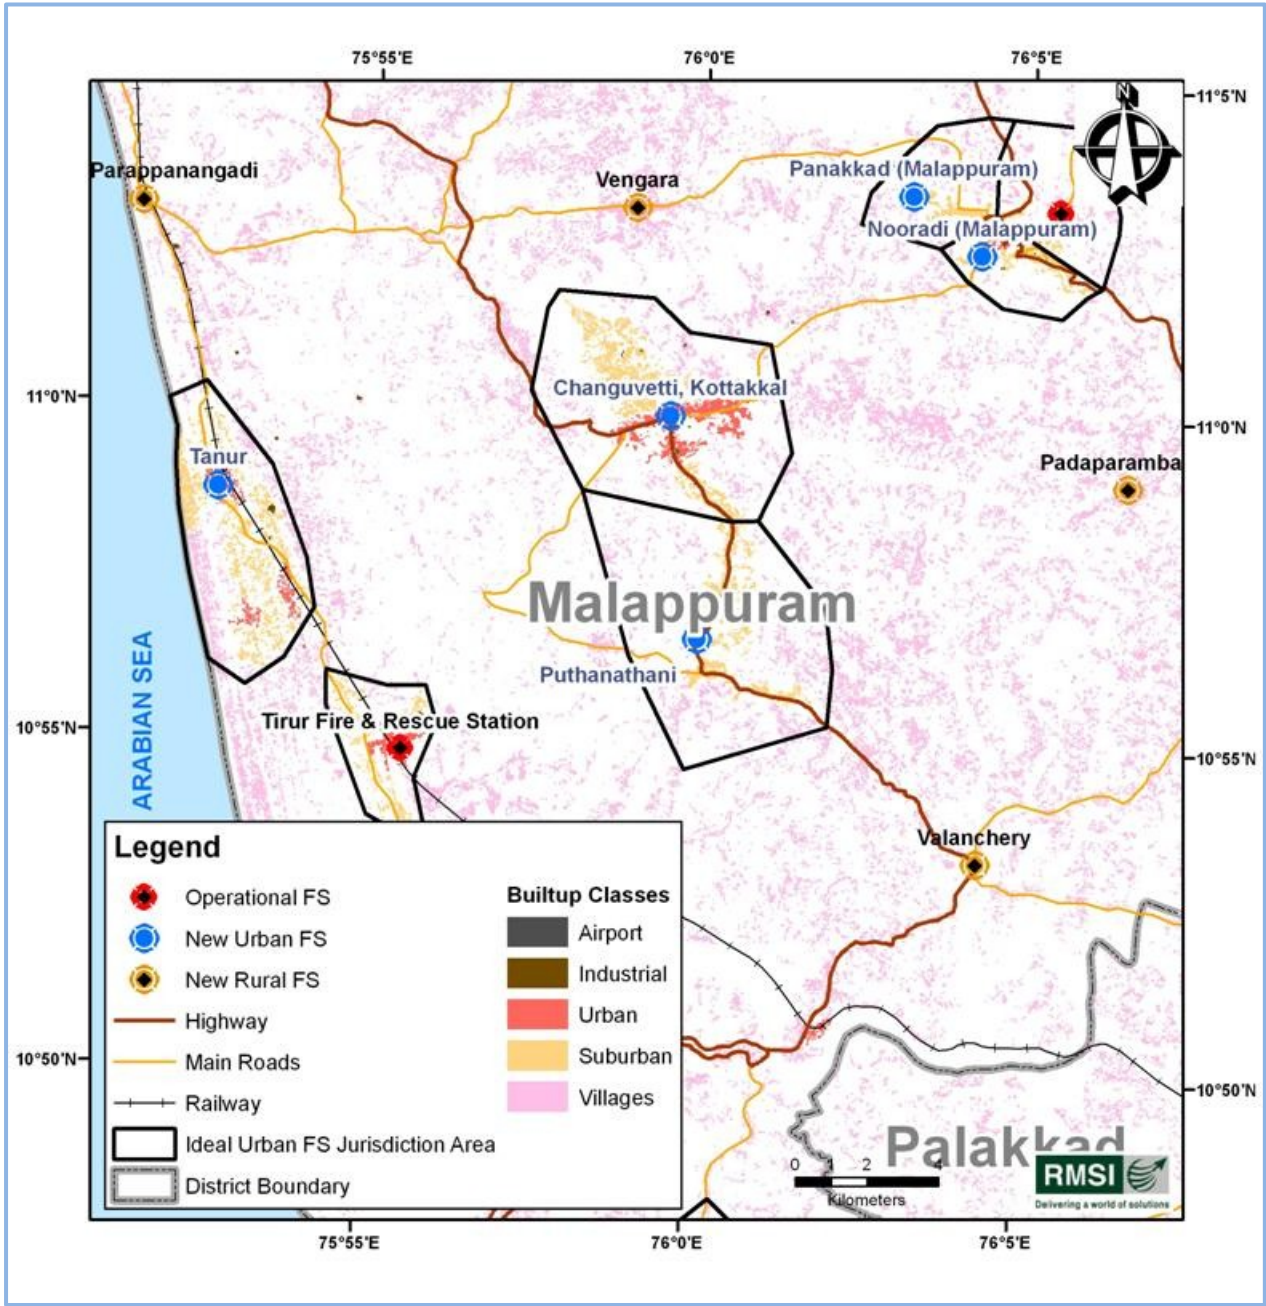 75°55'E
76°0'E
76°5'E
N
11°5'N
Parappanangadi
Vengara
Panakkad (Malappuram)
Nooradi (Malappuram)
11°0'N
Changuvetti, Kottakkal
11°0'N
Tanur
Padaparamba
Malappuram
Puthanathani
ARABIAN SEA
10°55'N
Tirur Fire & Rescue Station
10°55'N
Valanchery
Legend
Operational FS
New Urban FS
New Rural FS
Highway
Main Roads
Railway
Ideal Urban FS Jurisdiction Area
District Boundary
Builtup Classes
Airport
Industrial
Urban
Suburban
Villages
10°50'N
10°50'N
Palakkad
0 1 2 4
Kilometers
RMSI
Delivering a world of solutions
75°55'E
76°0'E
76°5'E